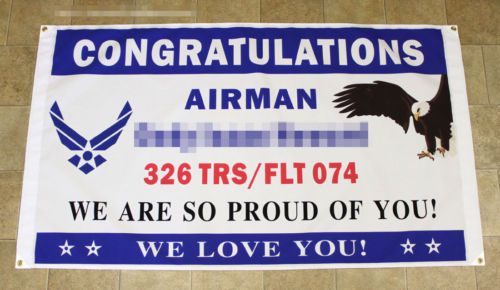 CONGRATULATIONS
AIRMAN
326 TRS/FLT 074
WE ARE SO PROUD OF YOU!
WE LOVE YOU!